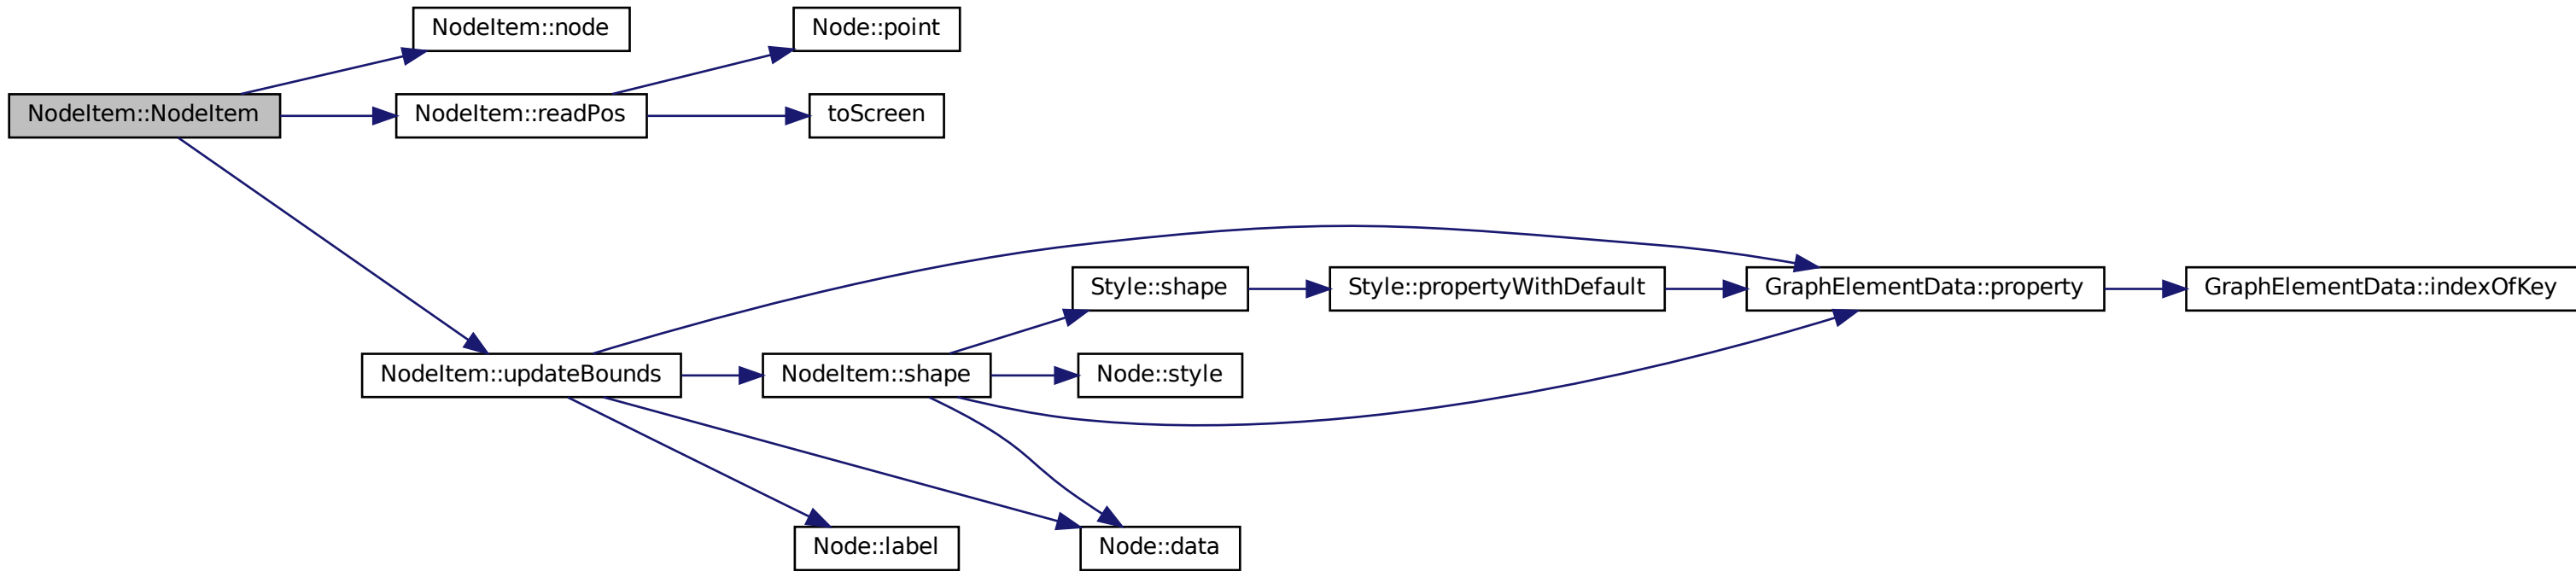 NodeItem::node
Node::point
NodeItem::NodeItem
NodeItem::readPos
toScreen
Style::shape
Style::propertyWithDefault
GraphElementData::property
GraphElementData::indexOfKey
NodeItem::updateBounds
NodeItem::shape
Node::style
Node::label
Node::data